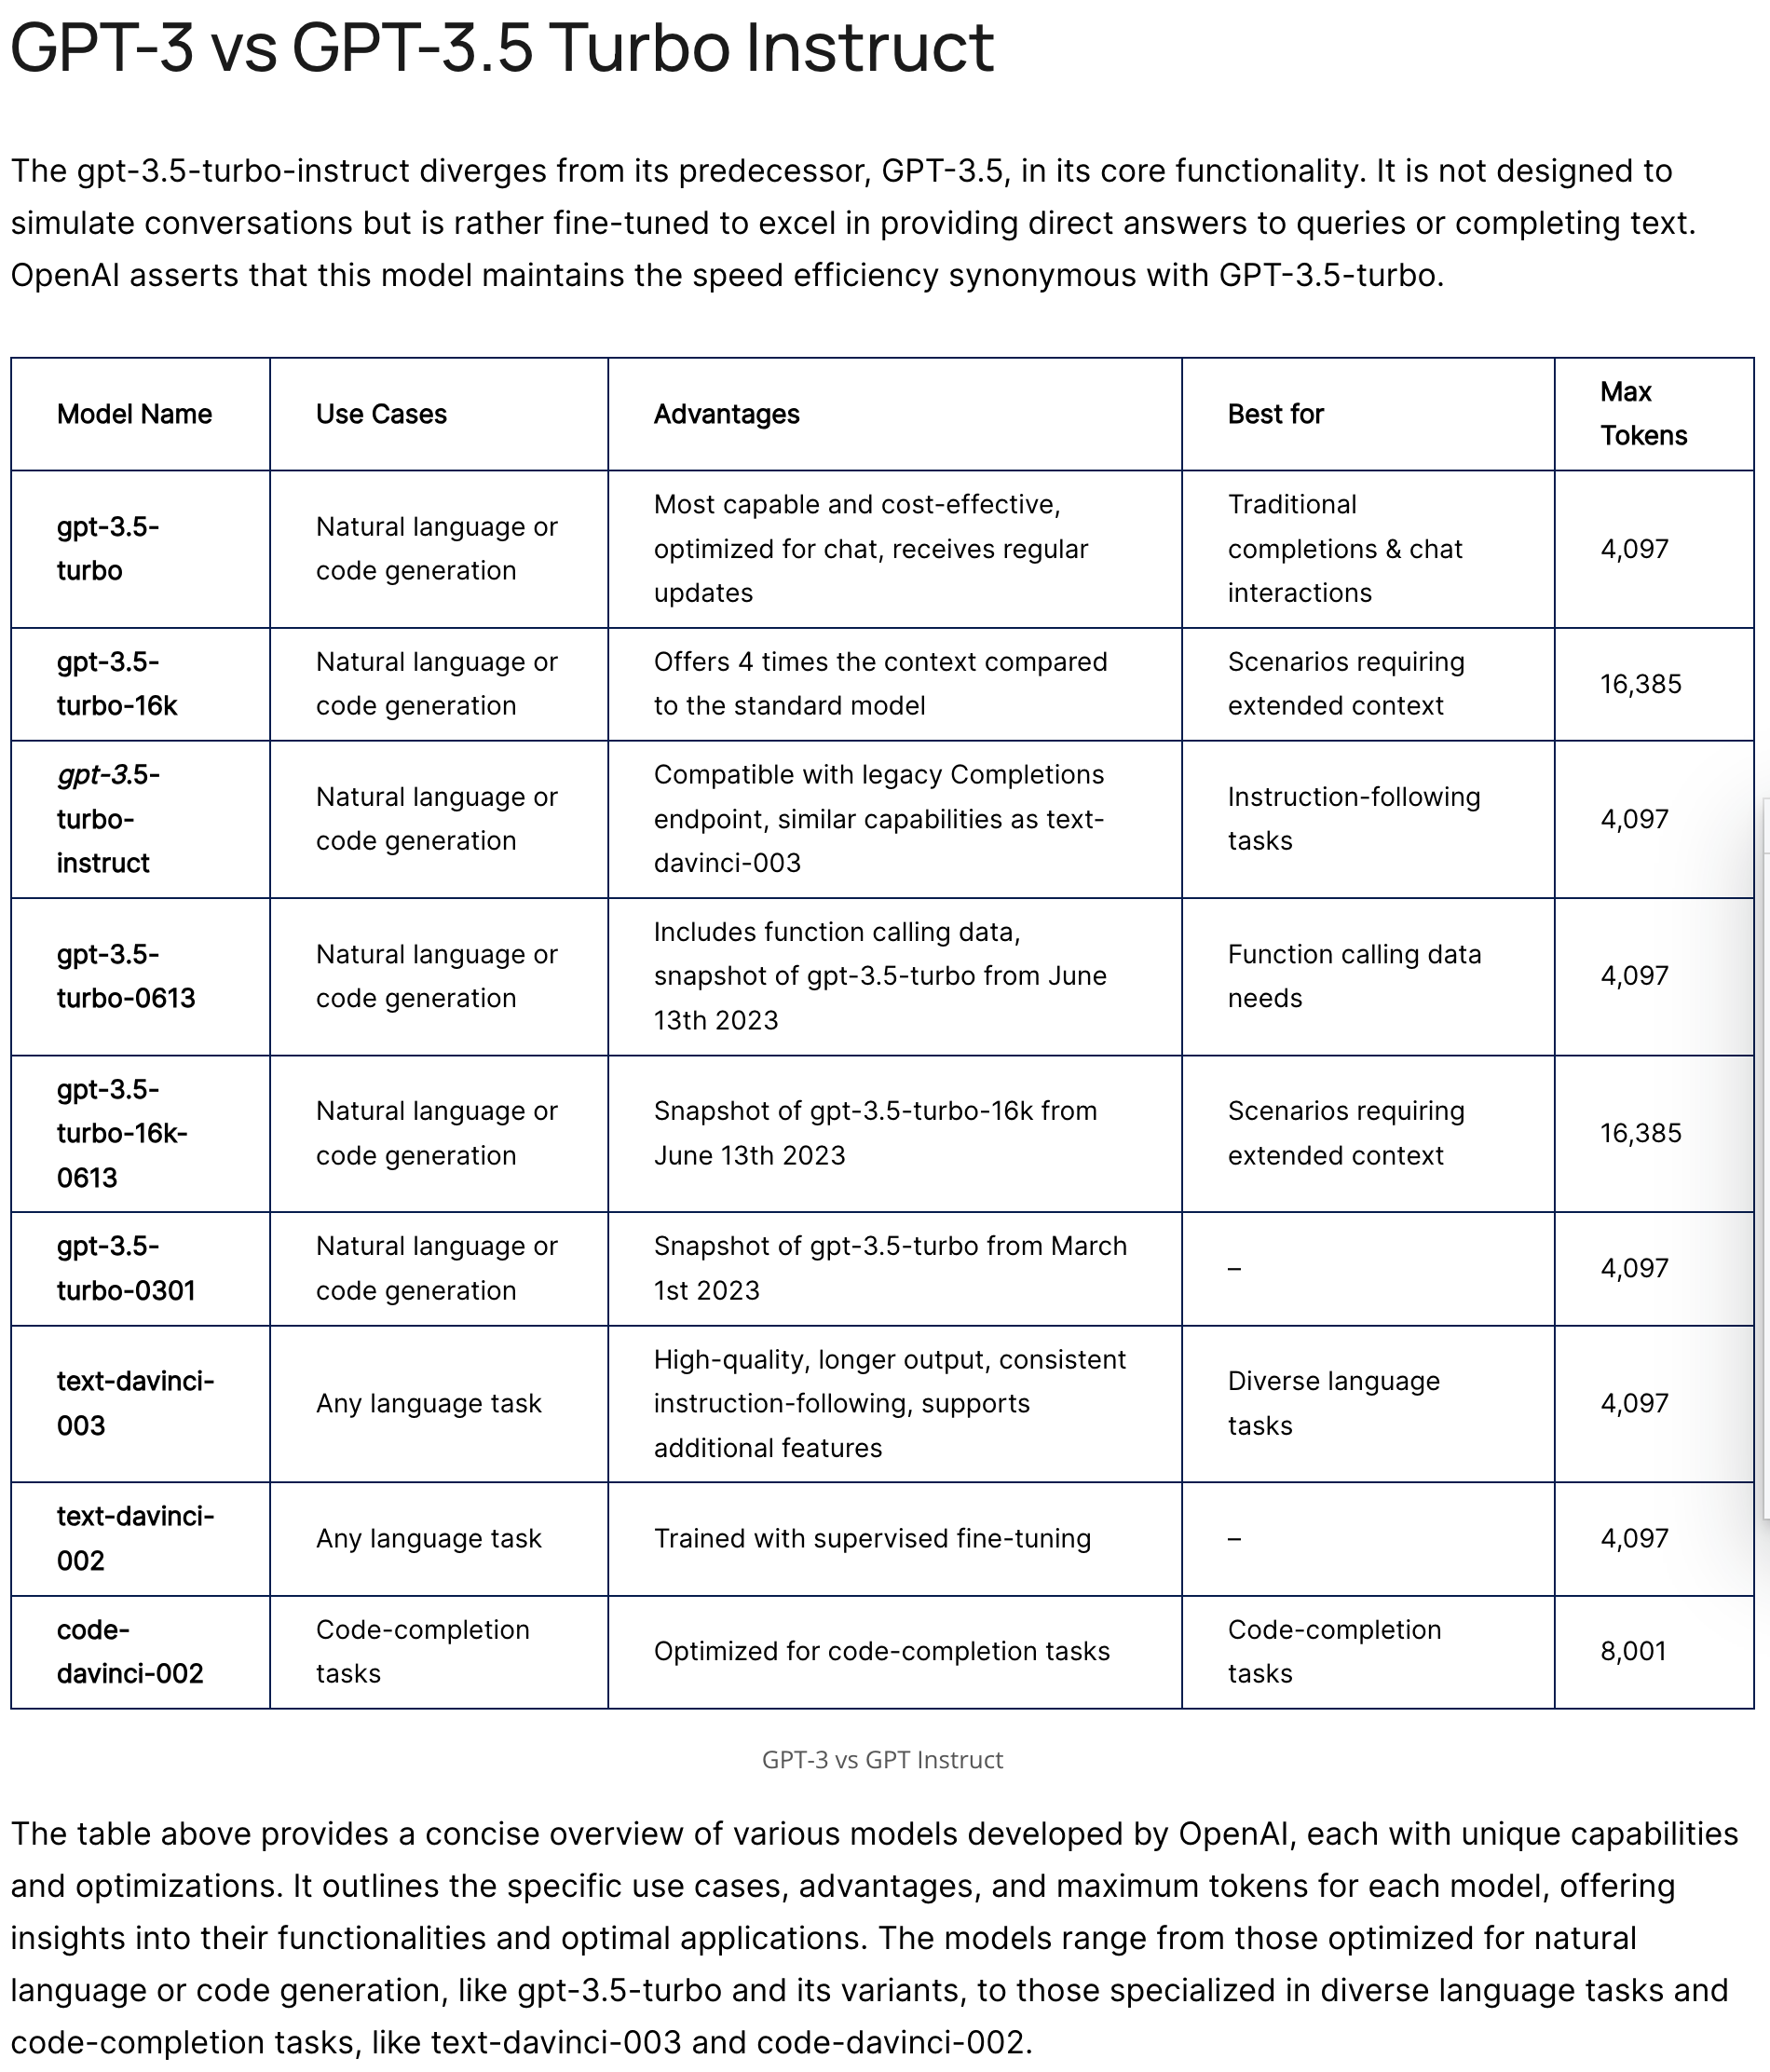 GPT-3 vs GPT-3.5 Turbo Instruct
The gpt-3.5-turbo-instruct diverges from its predecessor, GPT-3.5, in its core functionality. It is not designed to
simulate conversations but is rather fine-tuned to excel in providing direct answers to queries or completing text.
OpenAI asserts that this model maintains the speed efficiency synonymous with GPT-3.5-turbo.
Model Name
Use Cases
Advantages
Best for
Max
Tokens
gpt-3.5-
turbo
Natural language or
code generation
Most capable and cost-effective,
optimized for chat, receives regular
updates
Traditional
completions & chat
interactions
4,097
gpt-3.5-
turbo-16k
Natural language or
code generation
Offers 4 times the context compared
to the standard model
Scenarios requiring
extended context
16,385
gpt-3.5-
turbo-
instruct
Natural language or
code generation
Compatible with legacy Completions
endpoint, similar capabilities as text-
davinci-003
Instruction-following
tasks
4,097
gpt-3.5-
turbo-0613
Natural language or
code generation
Includes function calling data,
snapshot of gpt-3.5-turbo from June
13th 2023
Function calling data
needs
4,097
gpt-3.5-
turbo-16k-
0613
Natural language or
code generation
Snapshot of gpt-3.5-turbo-16k from
June 13th 2023
Scenarios requiring
extended context
16,385
gpt-3.5-
turbo-0301
Natural language or
code generation
Snapshot of gpt-3.5-turbo from March
1st 2023
–
4,097
text-davinci-
003
Any language task
High-quality, longer output, consistent
instruction-following, supports
additional features
Diverse language
tasks
4,097
text-davinci-
002
Any language task
Trained with supervised fine-tuning
–
4,097
code-
davinci-002
Code-completion
tasks
Optimized for code-completion tasks
Code-completion
tasks
8,001
GPT-3 vs GPT Instruct
The table above provides a concise overview of various models developed by OpenAI, each with unique capabilities
and optimizations. It outlines the specific use cases, advantages, and maximum tokens for each model, offering
insights into their functionalities and optimal applications. The models range from those optimized for natural
language or code generation, like gpt-3.5-turbo and its variants, to those specialized in diverse language tasks and
code-completion tasks, like text-davinci-003 and code-davinci-002.